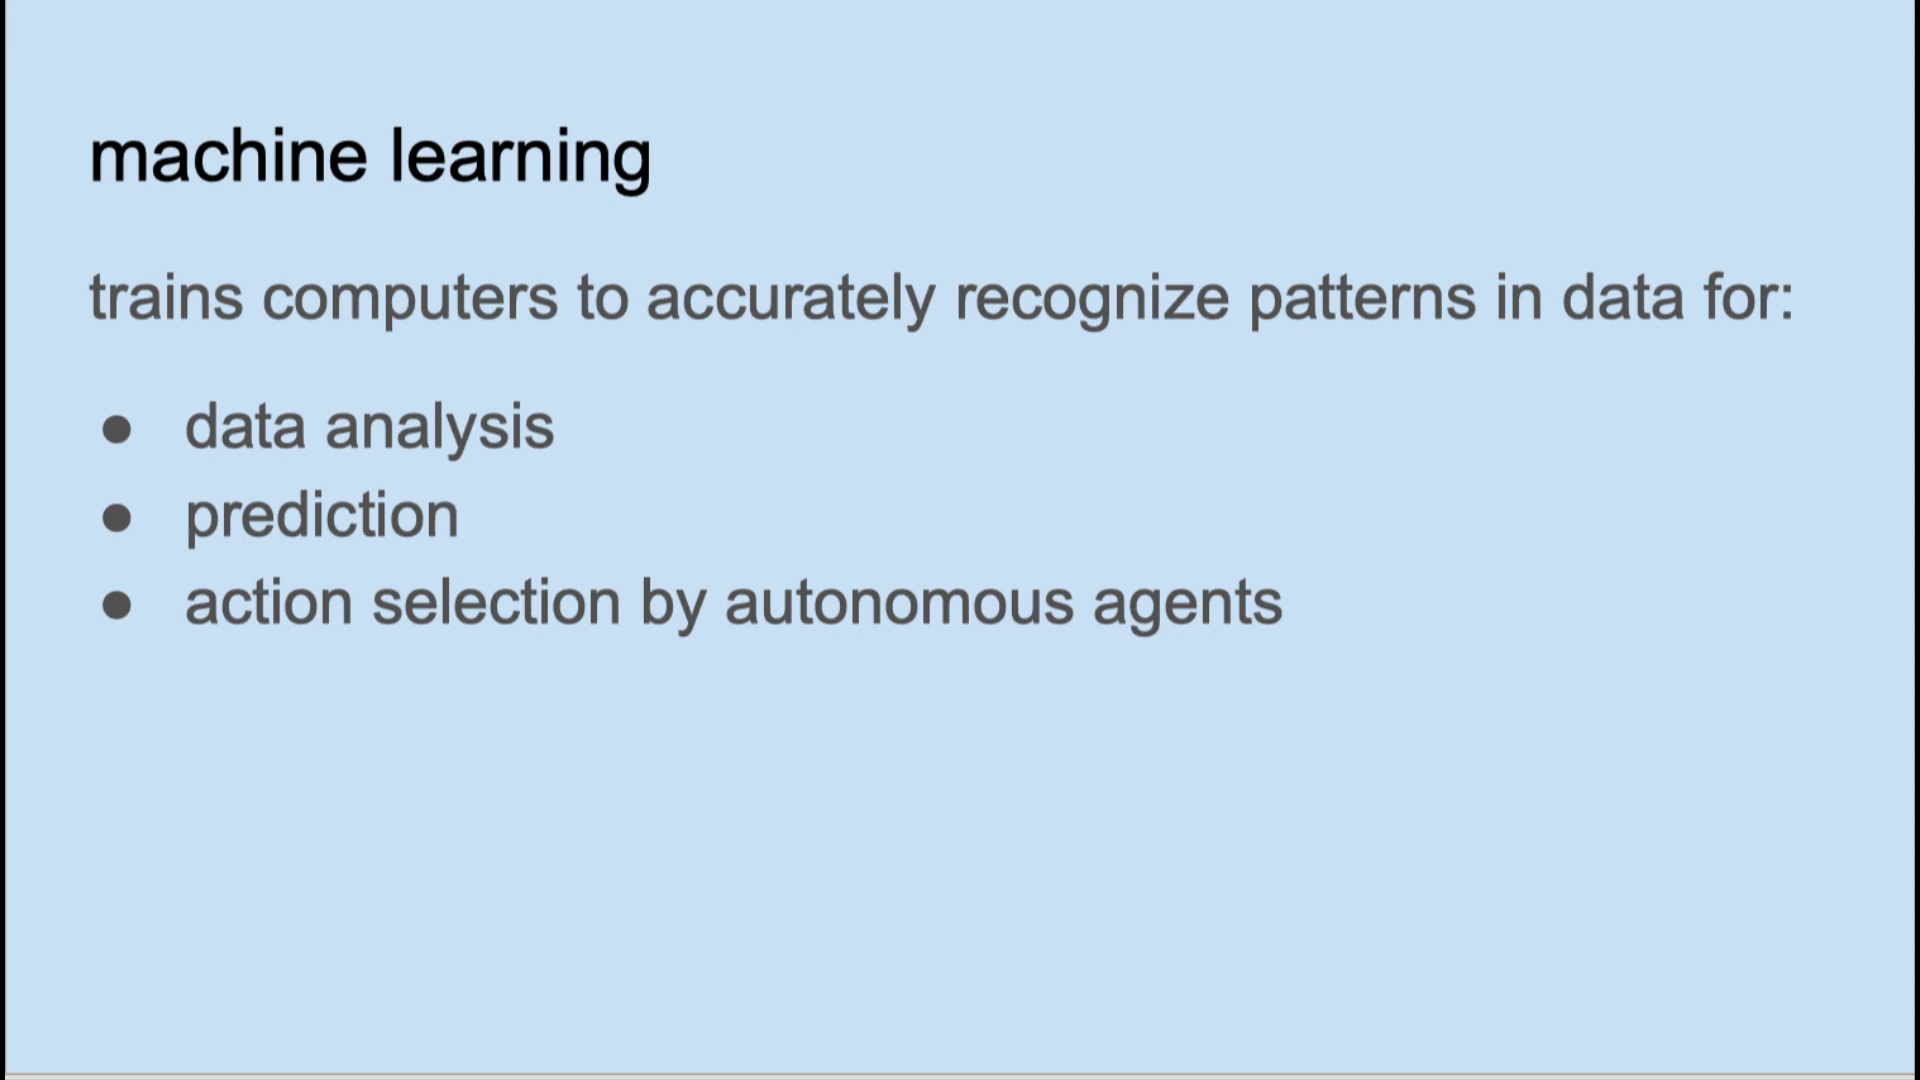 machine learning
trains computers to accurately recognize patterns in data for:
● data analysis
● prediction
● action selection by autonomous agents